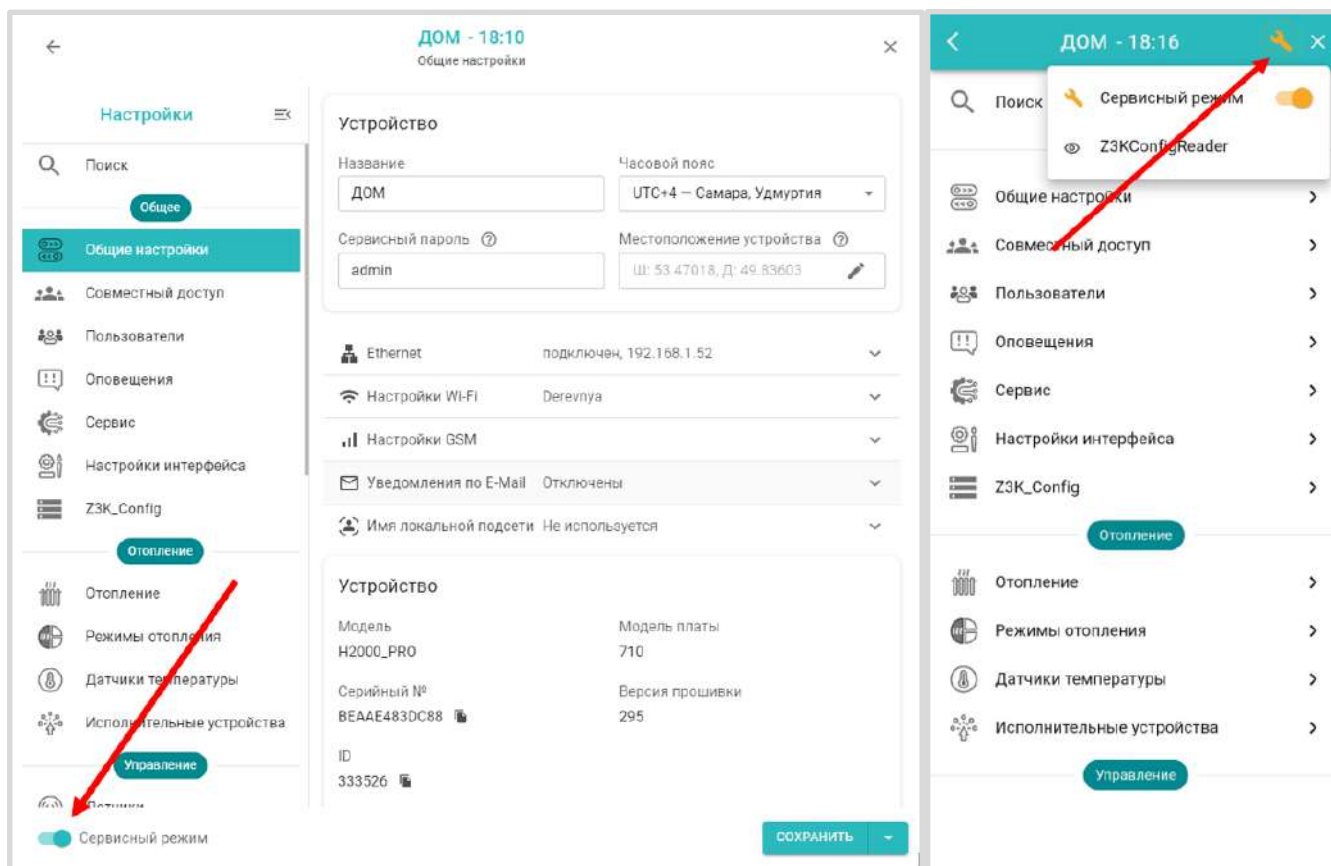 ДОМ - 18:10
Общие настройки
Настройки
Поиск
Общее
Общие настройки
Совместный доступ
Пользователи
Оповещения
Сервис
Настройки интерфейса
Z3K_Config
Отопление
Отопление
Режимы отопления
Датчики температуры
Исполнительные устройства
Управление
Датчики
Сервисный режим
Устройство
Название
Часовой пояс
ДОМ
UTC+4 — Самара, Удмуртия
Сервисный пароль
Местоположение устройства
admin
Ш: 53.47018, Д: 49.83603
Ethernet подключен, 192.168.1.52
Настройки Wi-Fi Derevnya
Настройки GSM
Уведомления по E-Mail Отключены
Имя локальной подсети Не используется
Устройство
Модель
Модель платы
H2000_PRO
710
Серийный №
Версия прошивки
BEAAE483DC88
295
ID
333526
СОХРАНИТЬ
ДОМ - 18:16
Поиск
Сервисный режим
Z3KConfigReader
Общие настройки
Совместный доступ
Пользователи
Оповещения
Сервис
Настройки интерфейса
Z3K_Config
Отопление
Отопление
Режимы отопления
Датчики температуры
Исполнительные устройства
Управление